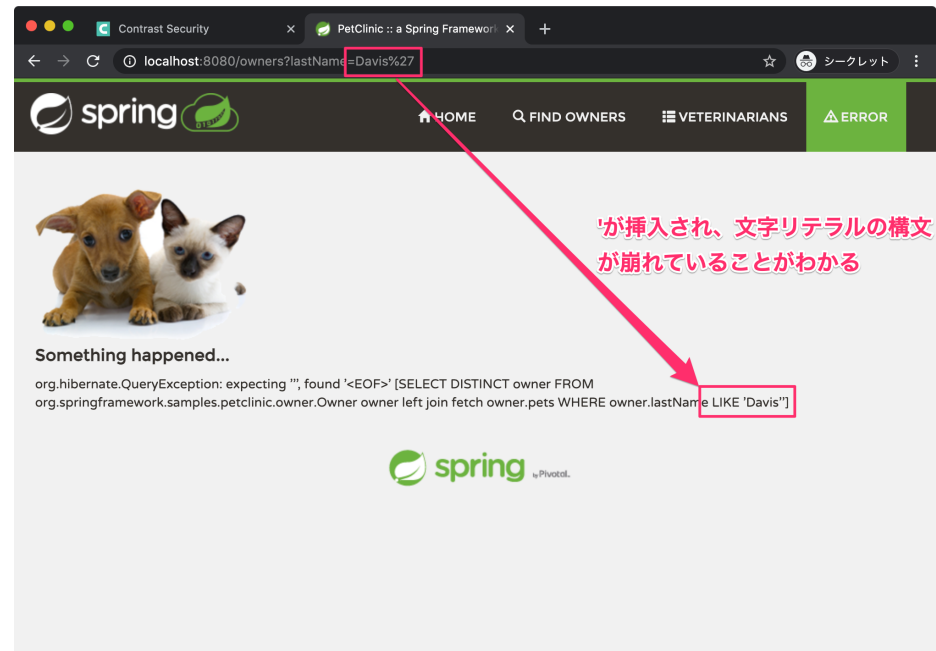 Contrast Security
PetClinic :: a Spring Framework
localhost:8080/owners?lastName=Davis%27
シークレット
spring
HOME
FIND OWNERS
VETERINARIANS
ERROR
'が挿入され、文字リテラルの構文
が崩れていることがわかる
Something happened...
org.hibernate.QueryException: expecting ''', found '<EOF>' [SELECT DISTINCT owner FROM
org.springframework.samples.petclinic.owner.Owner owner left join fetch owner.pets WHERE owner.lastName LIKE 'Davis'']
spring by Pivotal.